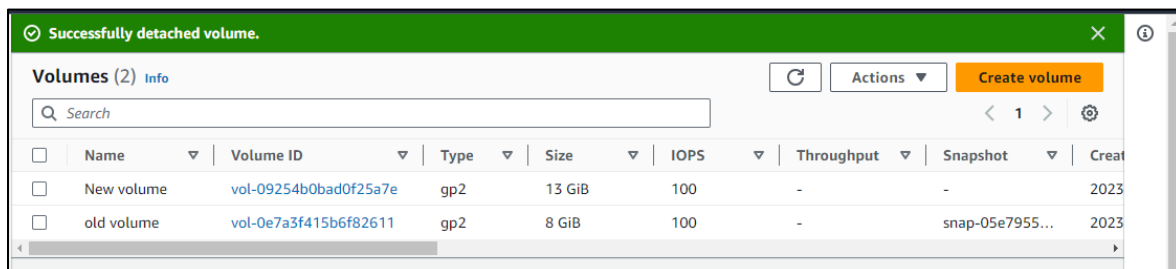 Successfully detached volume.
Volumes (2) Info
Actions
Create volume
Search
1
Name Volume ID Type Size IOPS Throughput Snapshot Creat
New volume vol-09254b0bad0f25a7e gp2 13 GiB 100 - - 2023
old volume vol-0e7a3f415b6f82611 gp2 8 GiB 100 - snap-05e7955... 2023